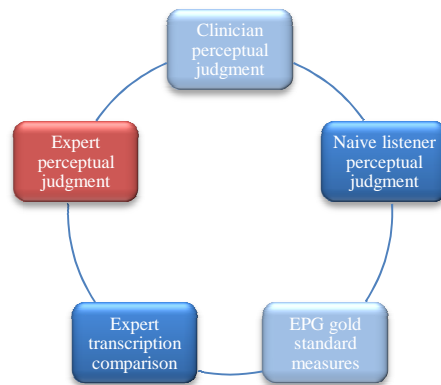 Clinician
perceptual
judgment
Expert
perceptual
judgment
Naive listener
perceptual
judgment
Expert
transcription
comparison
EPG gold
standard
measures